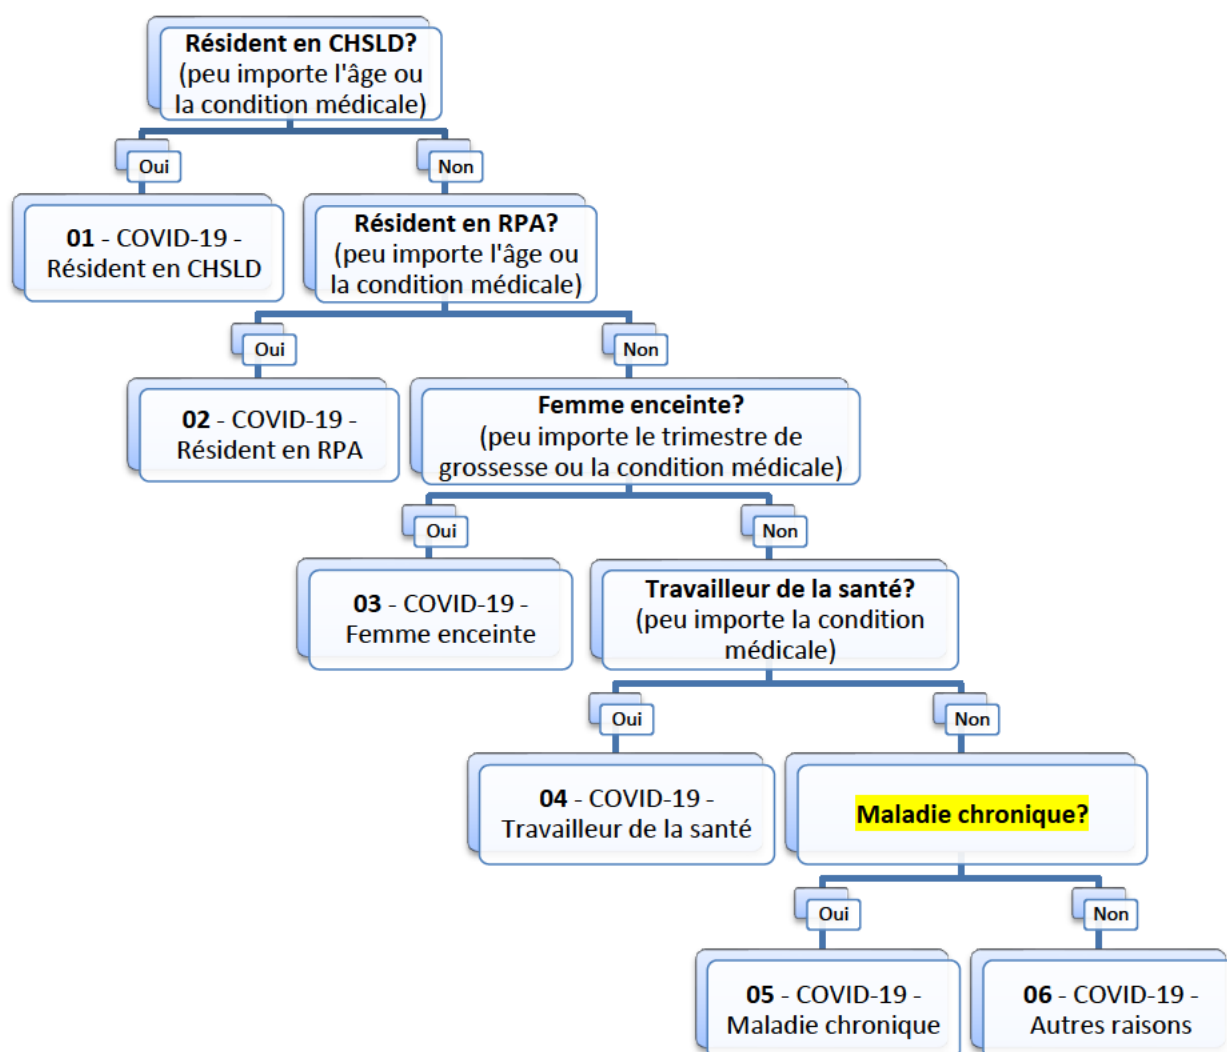 Résident en CHSLD?
(peu importe l'âge ou
la condition médicale)
Oui
Non
01 - COVID-19 -
Résident en CHSLD
Résident en RPA?
(peu importe l'âge ou
la condition médicale)
Oui
Non
02 - COVID-19 -
Résident en RPA
Femme enceinte?
(peu importe le trimestre de
grossesse ou la condition médicale)
Oui
Non
03 - COVID-19 -
Femme enceinte
Travailleur de la santé?
(peu importe la condition
médicale)
Oui
Non
04 - COVID-19 -
Travailleur de la santé
Maladie chronique?
Oui
Non
05 - COVID-19 -
Maladie chronique
06 - COVID-19 -
Autres raisons